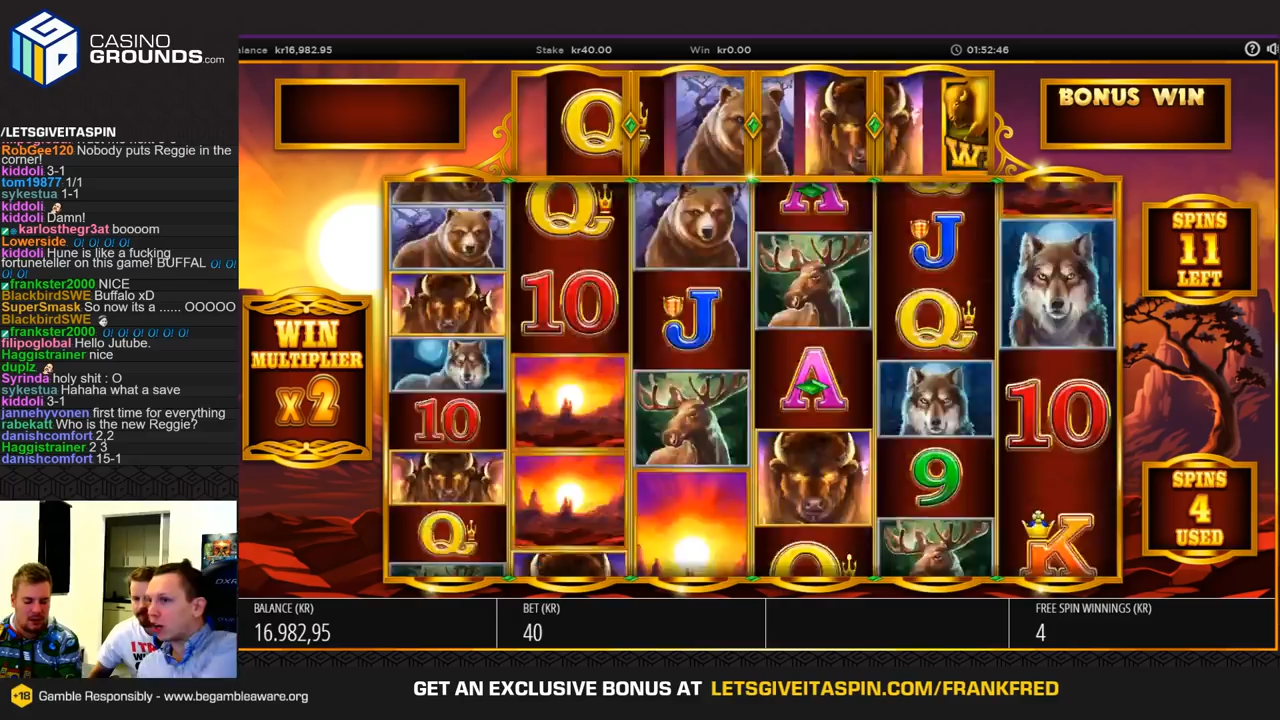 CASINO
GROUNDS.com
/LETSGIVEITASPIN
RobGee120 Nobody puts Reggie in the
corner!
kiddoli 3-1
tom19877 1/1
sykestua 1-1
kiddoli
kiddoli Damn!
karlosthegr3at boooom
Lowerside O! O! O! O!
kiddoli Hune is like a fucking
fortuneteller on this game! BUFFAL O! O!
O! O!
frankster2000 NICE
BlackbirdSWE Buffalo xD
SuperSmask So now its a ...... OOOOO
BlackbirdSWE
frankster2000 O! O! O! O! O! O!
filipoglobal Hello Jutube.
Haggistrainer nice
duplz
Syrinda holy shit : O
sykestua Hahaha what a save
kiddoli 3-1
jannehyvonen first time for everything
rabekatt Who is the new Reggie?
danishcomfort 2,2
Haggistrainer 2 3
danishcomfort 15-1
alance kr16,982.95
Stake kr40.00
Win kr0.00
01:52:46
?
BONUS WIN
Q
W
WIN
MULTIPLIER
x2
10
Q
Q
10
J
A
A
Q
J
Q
9
10
K
SPINS
11
LEFT
SPINS
4
USED
BALANCE (KR)
16.982,95
BET (KR)
40
FREE SPIN WINNINGS (KR)
4
DXR
+18 Gamble Responsibly - www.begambleaware.org
GET AN EXCLUSIVE BONUS AT LETSGIVEITASPIN.COM/FRANKFRED